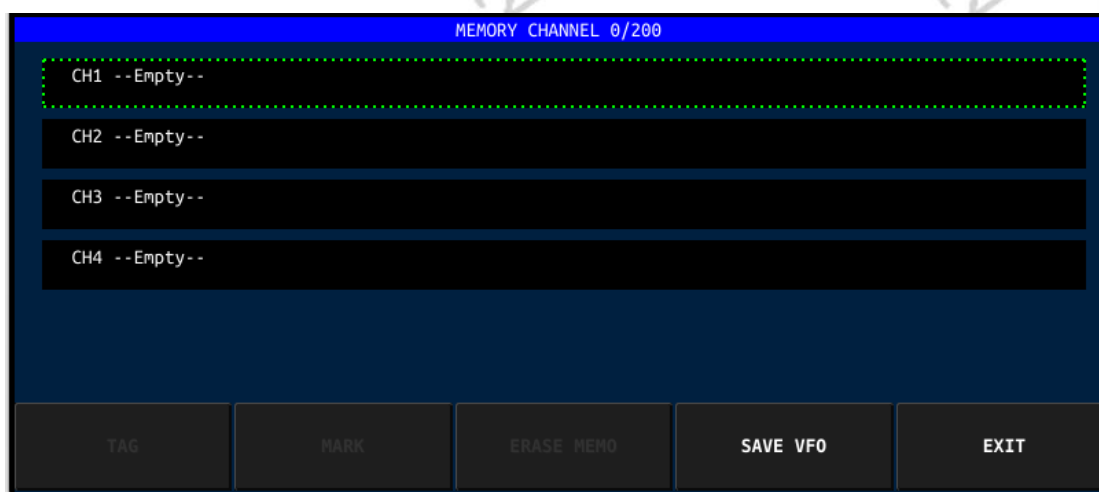 MEMORY CHANNEL 0/200
CH1 --Empty--
CH2 --Empty--
CH3 --Empty--
CH4 --Empty--
TAG MARK ERASE MEMO SAVE VFO EXIT